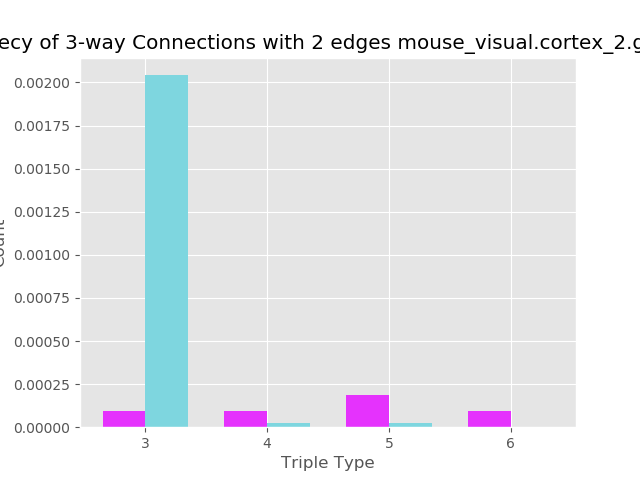 ecy of 3-way Connections with 2 edges mouse_visual.cortex_2.g
0.00200
0.00175
0.00150
0.00125
0.00100
0.00075
0.00050
0.00025
0.00000
Count
3 4 5 6
Triple Type